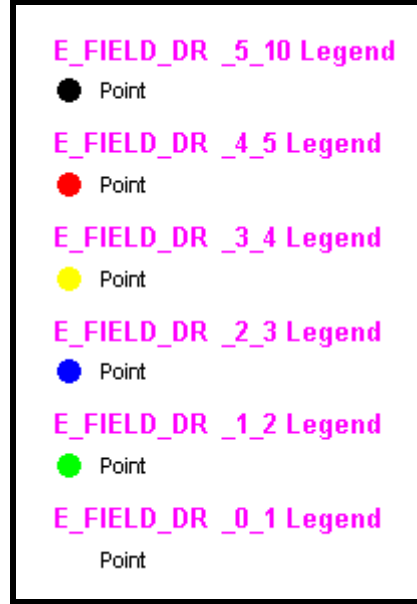 E_FIELD_DR _5_10 Legend
Point
E_FIELD_DR _4_5 Legend
Point
E_FIELD_DR _3_4 Legend
Point
E_FIELD_DR _2_3 Legend
Point
E_FIELD_DR _1_2 Legend
Point
E_FIELD_DR _0_1 Legend
Point